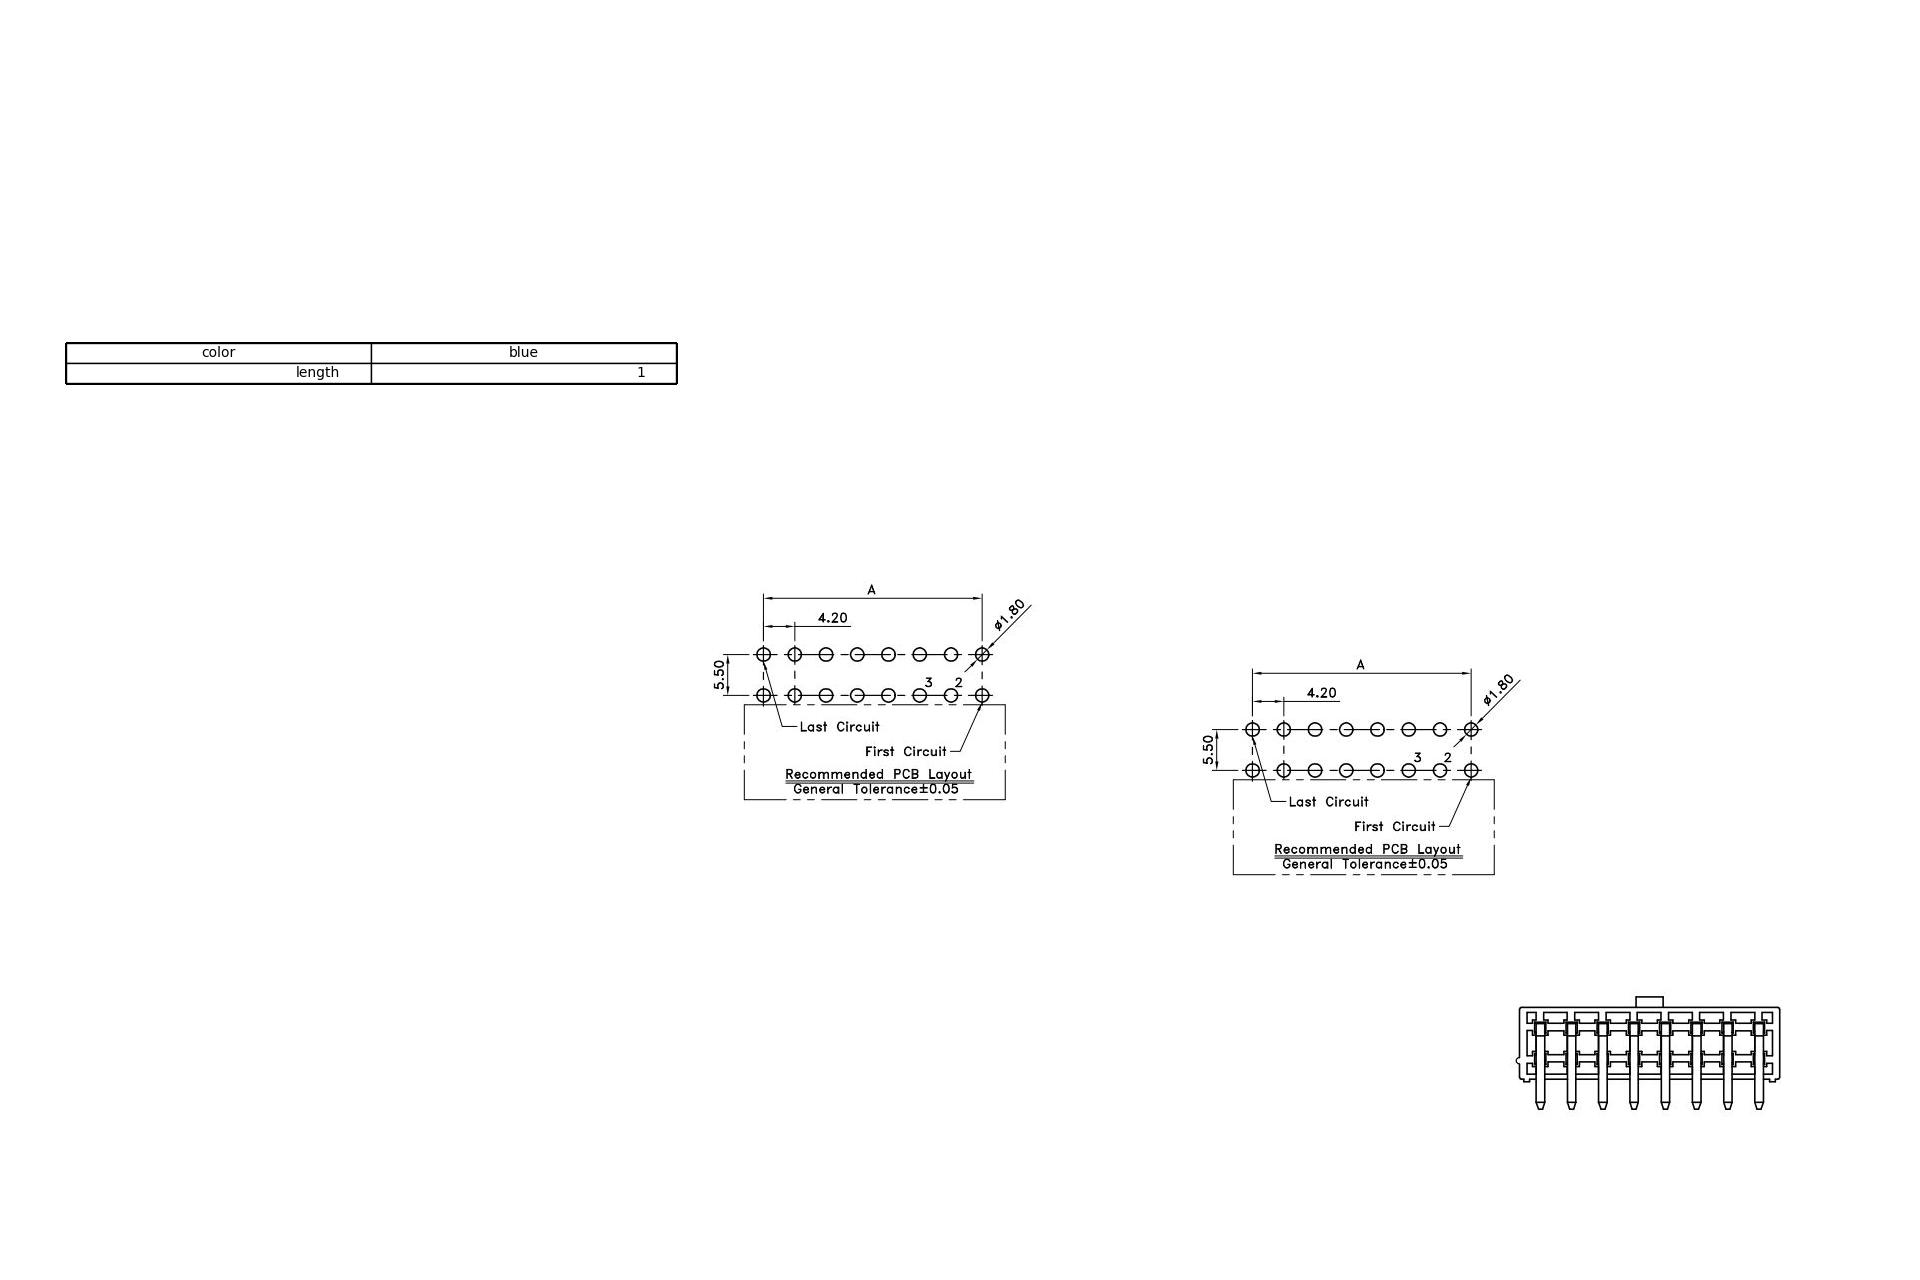 color blue
length 1
A
4.20
ø1.80
5.50
3 2
Last Circuit
First Circuit
Recommended PCB Layout
General Tolerance±0.05
A
4.20
ø1.80
5.50
3 2
Last Circuit
First Circuit
Recommended PCB Layout
General Tolerance±0.05